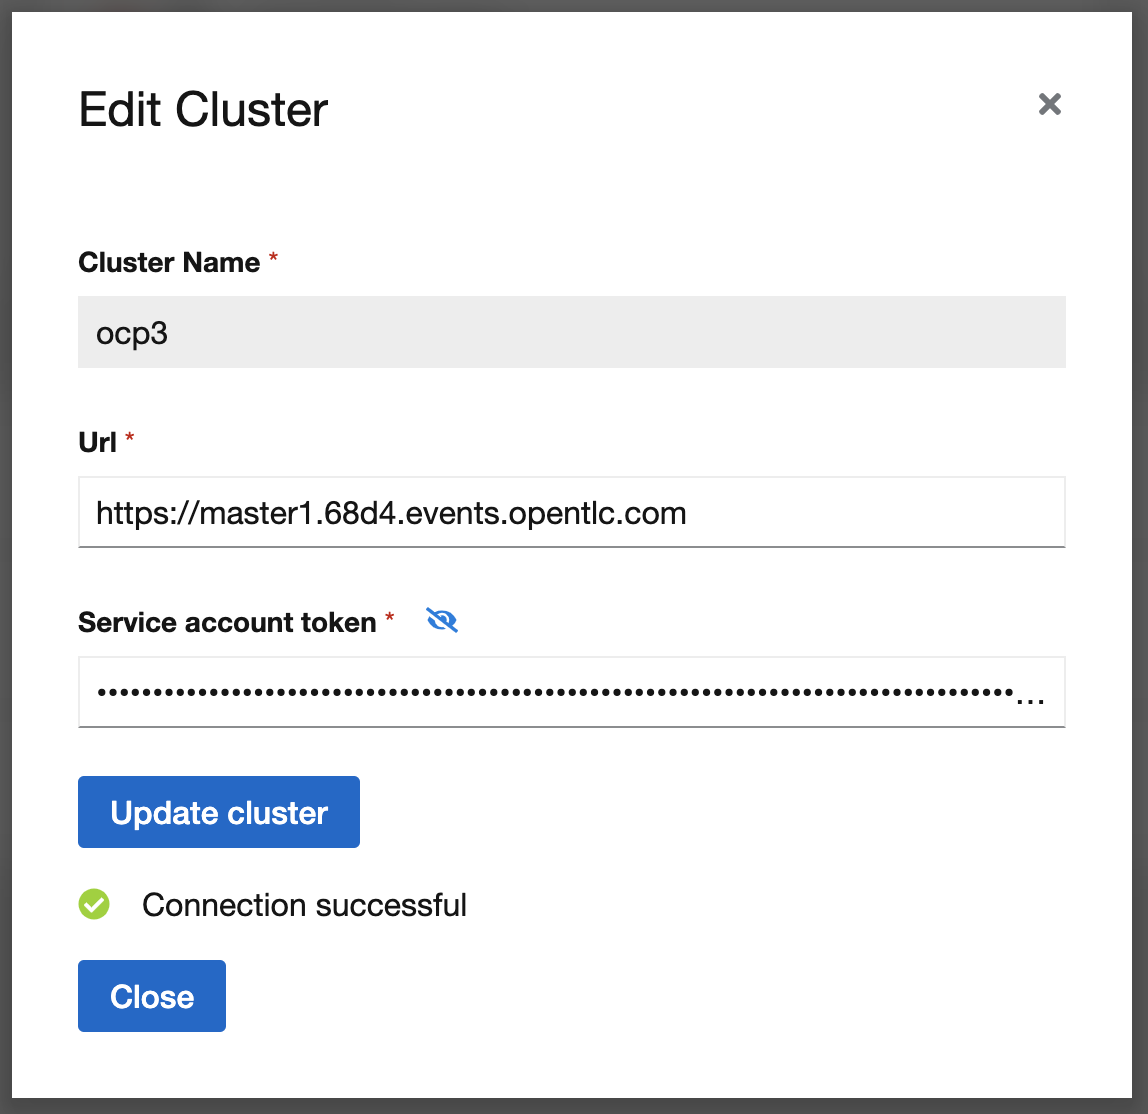 Edit Cluster
Cluster Name *
ocp3
Url *
https://master1.68d4.events.opentlc.com
Service account token *
••••••••••••••••••••••••••••••••••••••••••••••••••••••••••••••••••••••••••••••••••...
Update cluster
Connection successful
Close